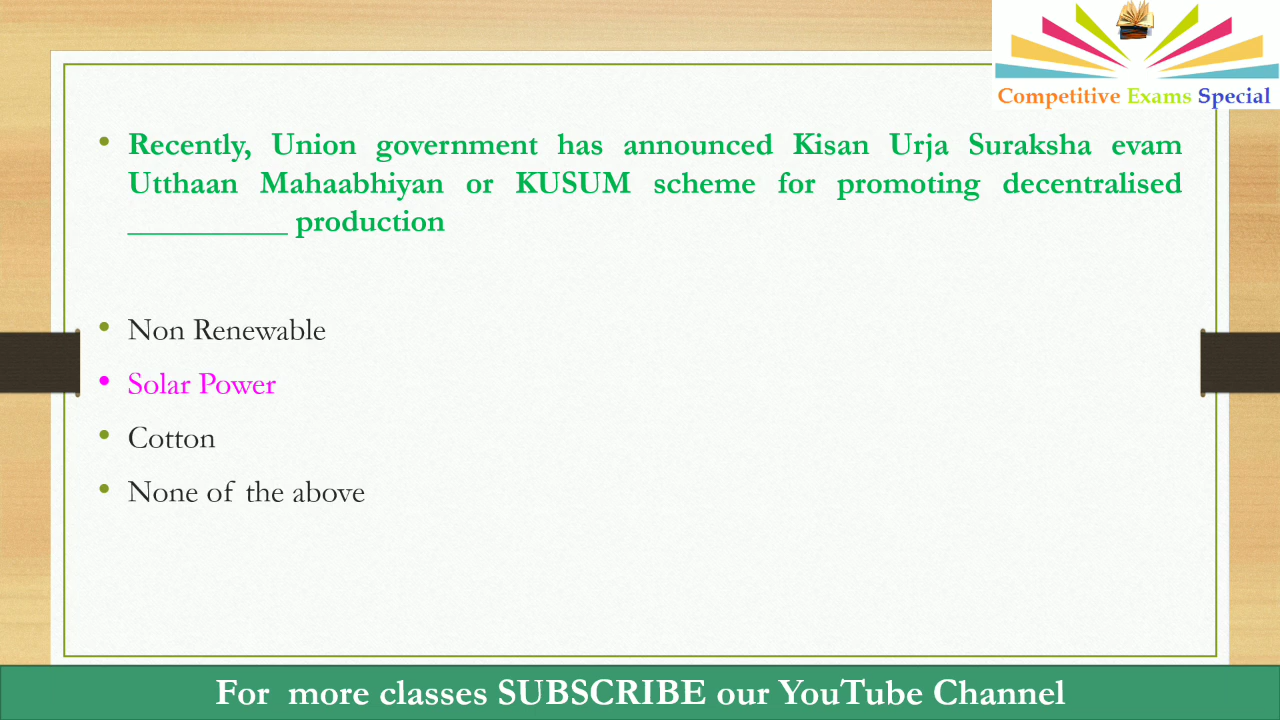 Competitive Exams Special
• Recently, Union government has announced Kisan Urja Suraksha evam
Utthaan Mahaabhiyan or KUSUM scheme for promoting decentralised
___________ production
• Non Renewable
• Solar Power
• Cotton
• None of the above
For more classes SUBSCRIBE our YouTube Channel